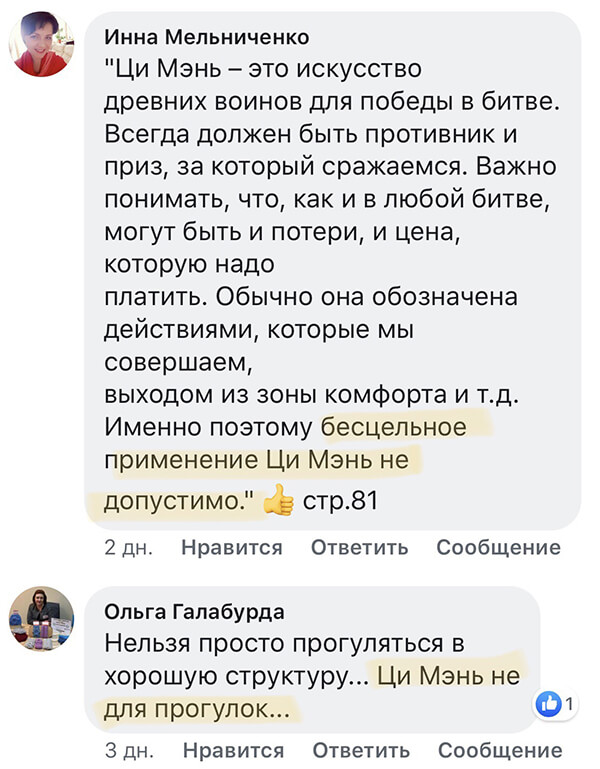 Инна Мельниченко
"Ци Мэнь – это искусство
древних воинов для победы в битве.
Всегда должен быть противник и
приз, за который сражаемся. Важно
понимать, что, как и в любой битве,
могут быть и потери, и цена,
которую надо
платить. Обычно она обозначена
действиями, которые мы
совершаем,
выходом из зоны комфорта и т.д.
Именно поэтому бесцельное
применение Ци Мэнь не
допустимо." 👍 стр.81
2 дн. Нравится Ответить Сообщение
Ольга Галабурда
Нельзя просто прогуляться в
хорошую структуру... Ци Мэнь не
для прогулок...
1
3 дн. Нравится Ответить Сообщение